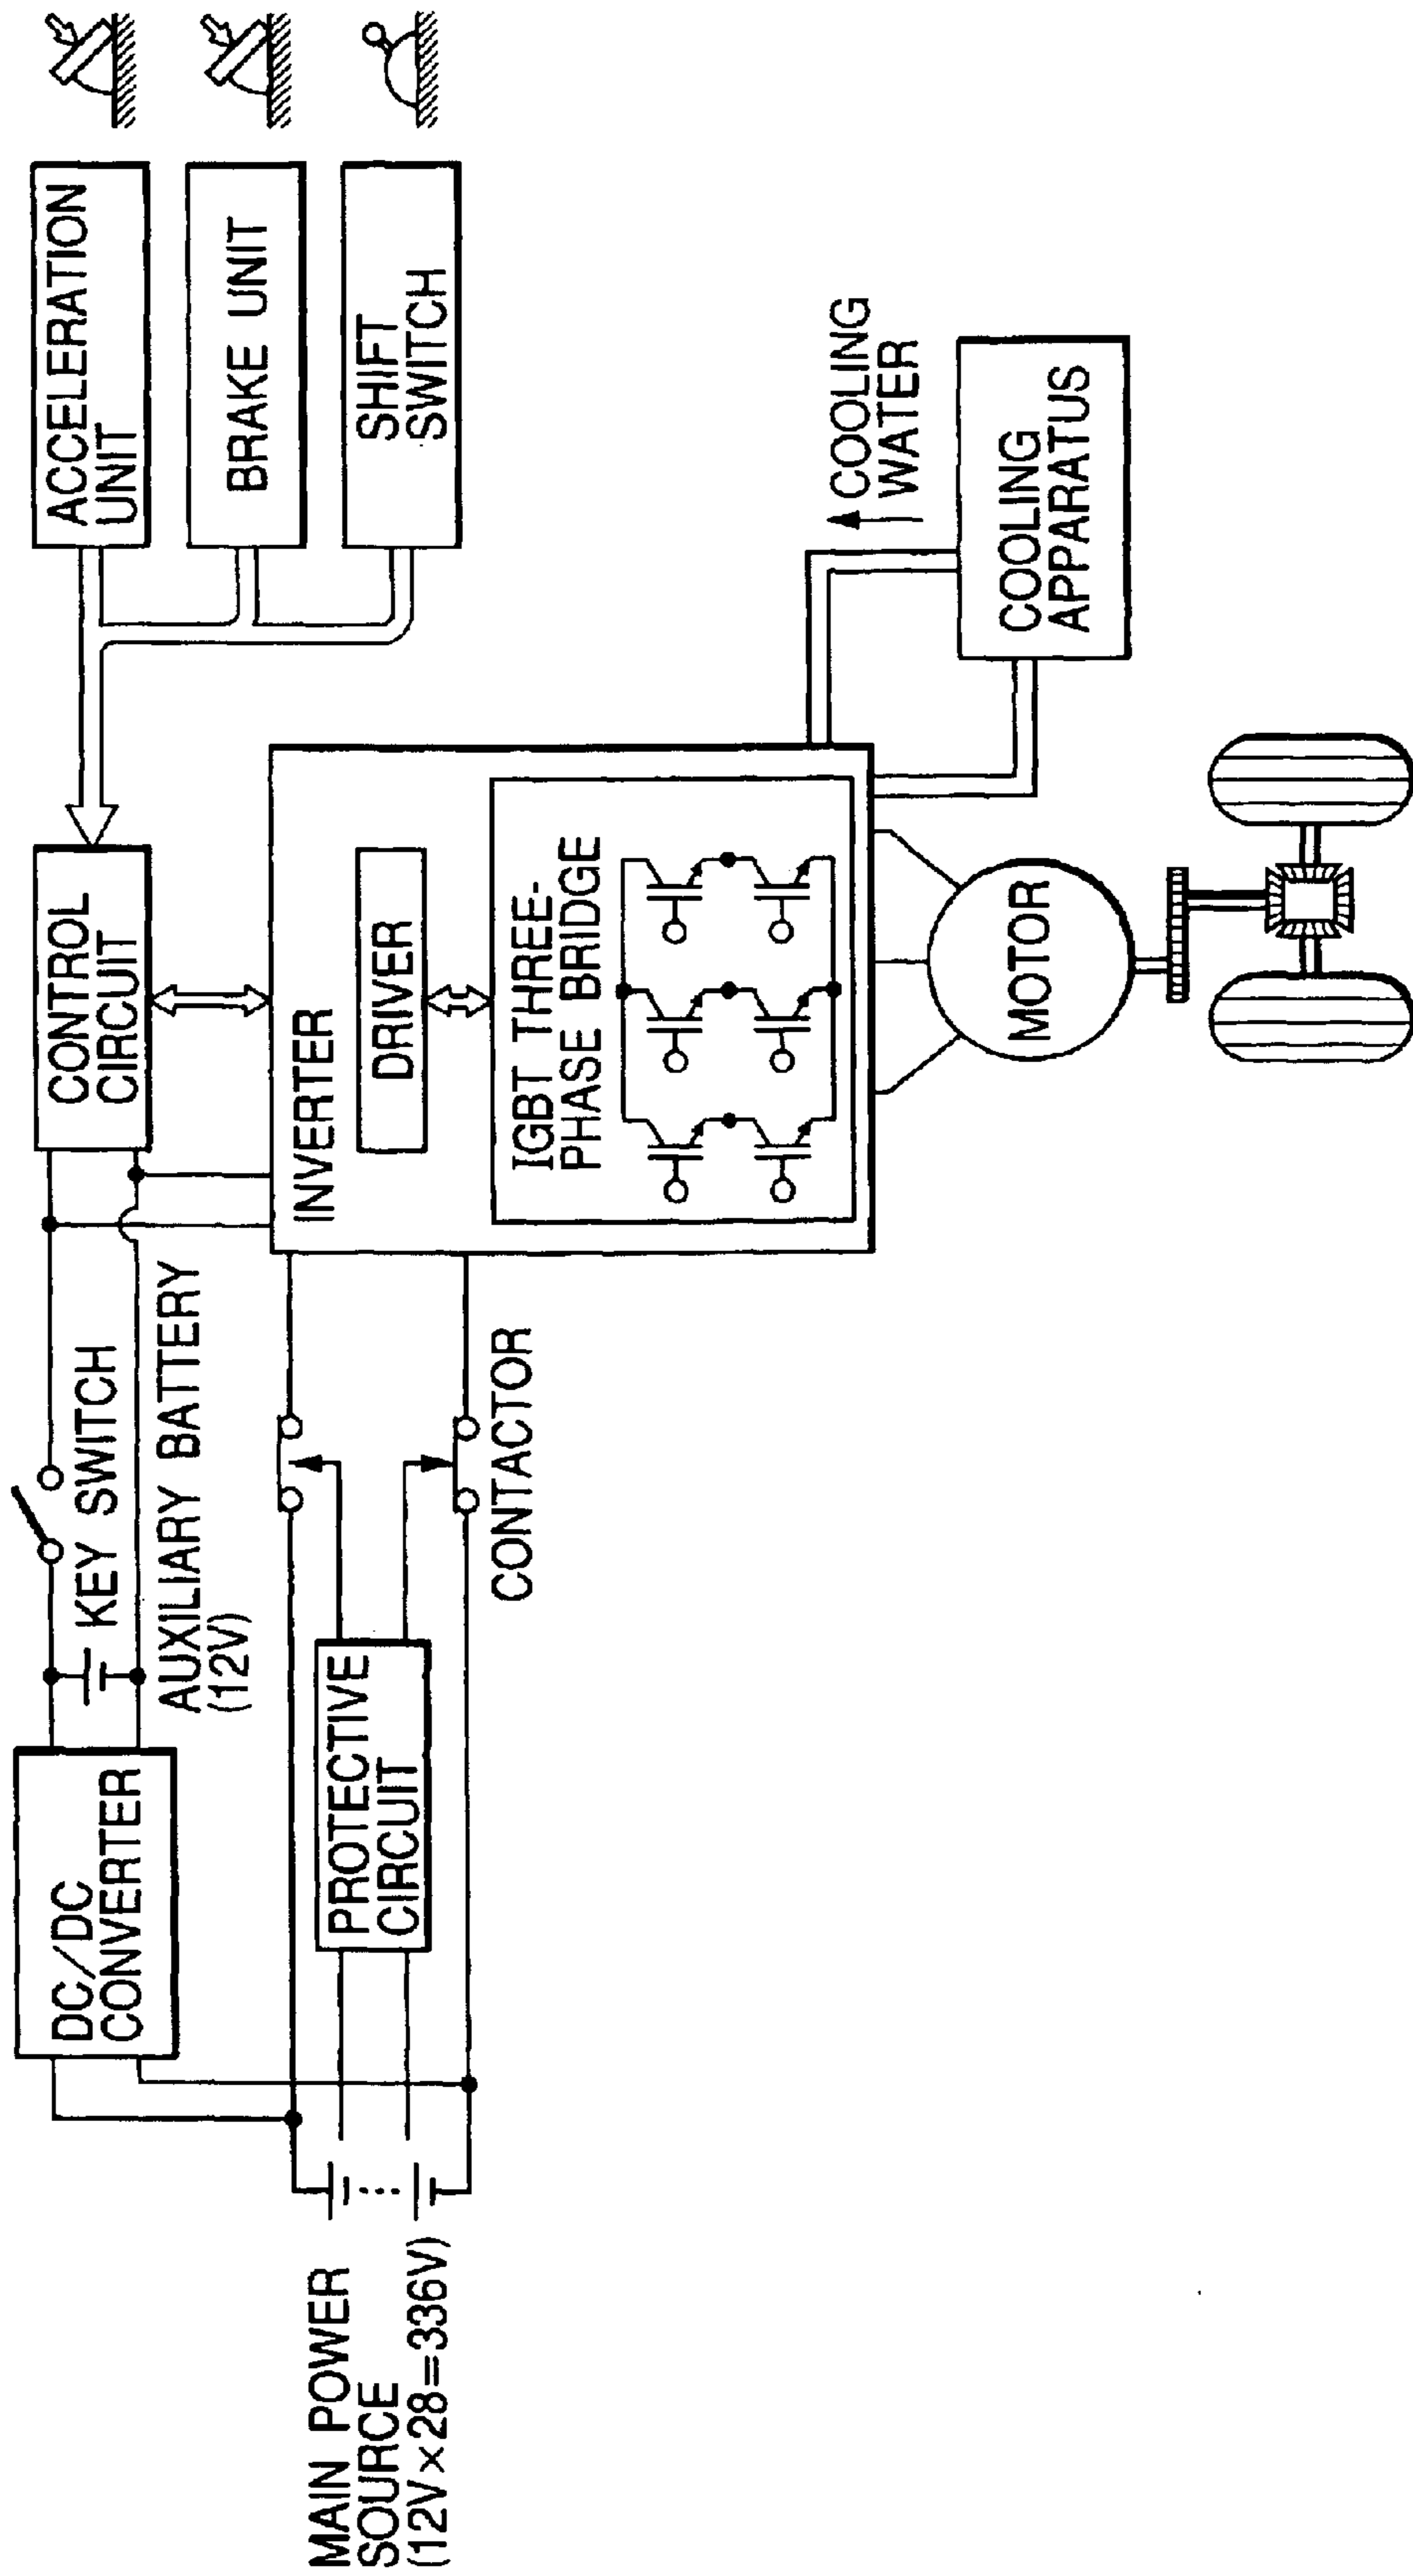 DC/DC
CONVERTER
KEY SWITCH
AUXILIARY BATTERY
(12V)
CONTROL
CIRCUIT
ACCELERATION
UNIT
BRAKE UNIT
SHIFT
SWITCH
MAIN POWER
SOURCE
(12V×28=336V)
PROTECTIVE
CIRCUIT
CONTACTOR
INVERTER
DRIVER
IGBT THREE-
PHASE BRIDGE
COOLING
WATER
COOLING
APPARATUS
MOTOR